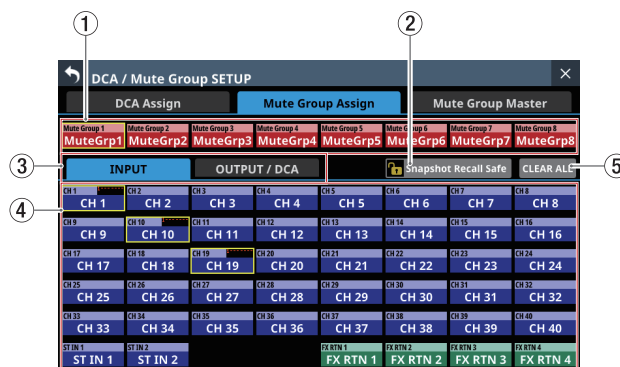 ① ②
DCA / Mute Group SETUP ×
DCA Assign Mute Group Assign Mute Group Master
Mute Group 1 Mute Group 2 Mute Group 3 Mute Group 4 Mute Group 5 Mute Group 6 Mute Group 7 Mute Group 8
MuteGrp1 MuteGrp2 MuteGrp3 MuteGrp4 MuteGrp5 MuteGrp6 MuteGrp7 MuteGrp8
③ INPUT OUTPUT / DCA Snapshot Recall Safe CLEAR ALL ⑤
④
CH 1 CH 2 CH 3 CH 4 CH 5 CH 6 CH 7 CH 8
CH 1 CH 2 CH 3 CH 4 CH 5 CH 6 CH 7 CH 8
CH 9 CH 10 CH 11 CH 12 CH 13 CH 14 CH 15 CH 16
CH 9 CH 10 CH 11 CH 12 CH 13 CH 14 CH 15 CH 16
CH 17 CH 18 CH 19 CH 20 CH 21 CH 22 CH 23 CH 24
CH 17 CH 18 CH 19 CH 20 CH 21 CH 22 CH 23 CH 24
CH 25 CH 26 CH 27 CH 28 CH 29 CH 30 CH 31 CH 32
CH 25 CH 26 CH 27 CH 28 CH 29 CH 30 CH 31 CH 32
CH 33 CH 34 CH 35 CH 36 CH 37 CH 38 CH 39 CH 40
CH 33 CH 34 CH 35 CH 36 CH 37 CH 38 CH 39 CH 40
ST IN 1 ST IN 2 FX RTN 1 FX RTN 2 FX RTN 3 FX RTN 4
ST IN 1 ST IN 2 FX RTN 1 FX RTN 2 FX RTN 3 FX RTN 4